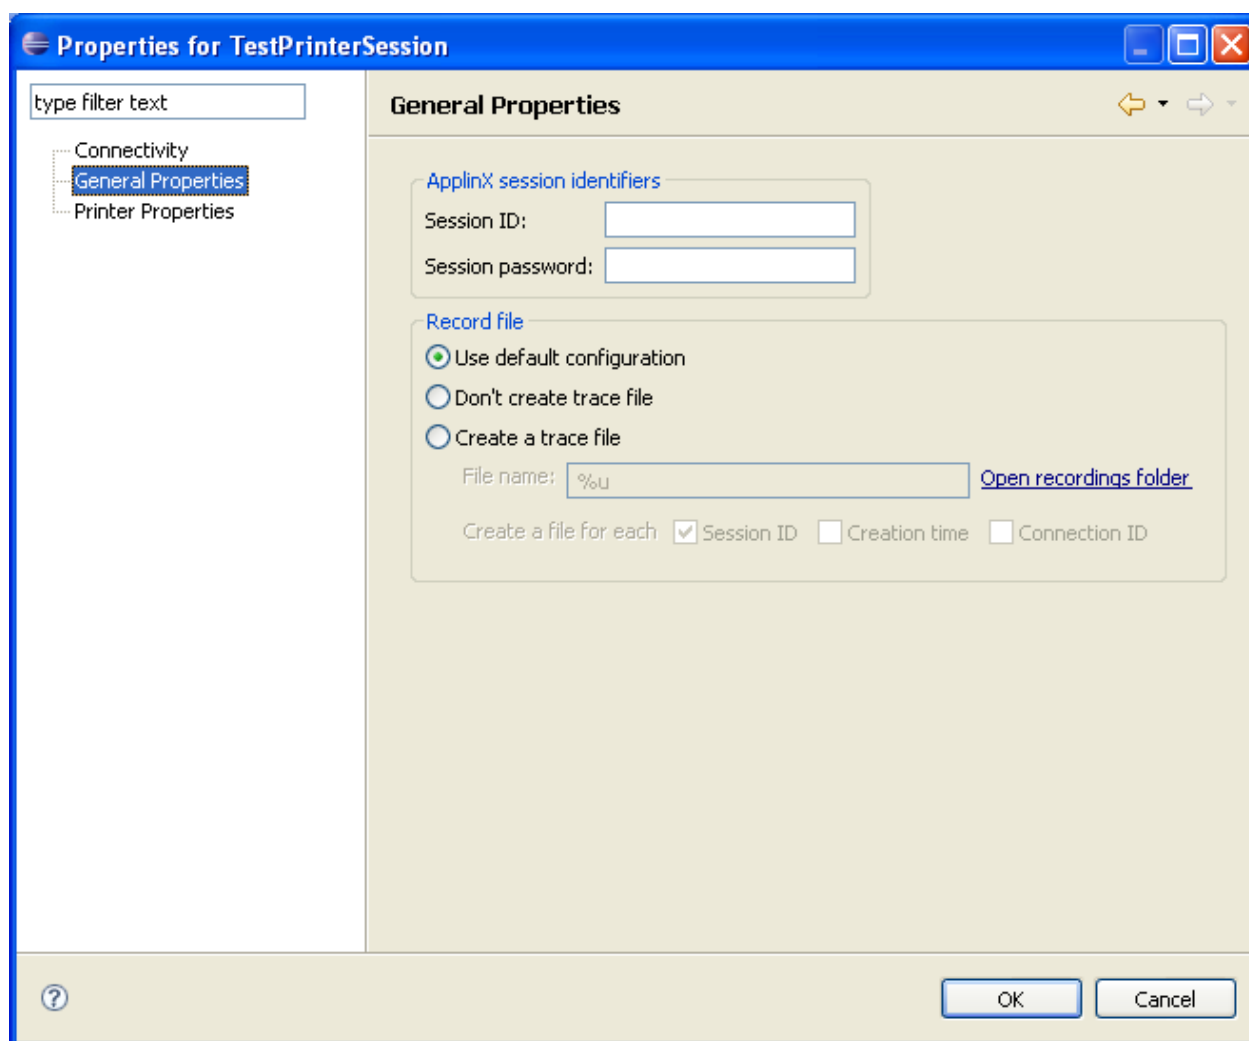 Properties for TestPrinterSession
type filter text
Connectivity
General Properties
Printer Properties
General Properties
ApplinX session identifiers
Session ID:
Session password:
Record file
Use default configuration
Don't create trace file
Create a trace file
File name: %u Open recordings folder
Create a file for each Session ID Creation time Connection ID
? OK Cancel